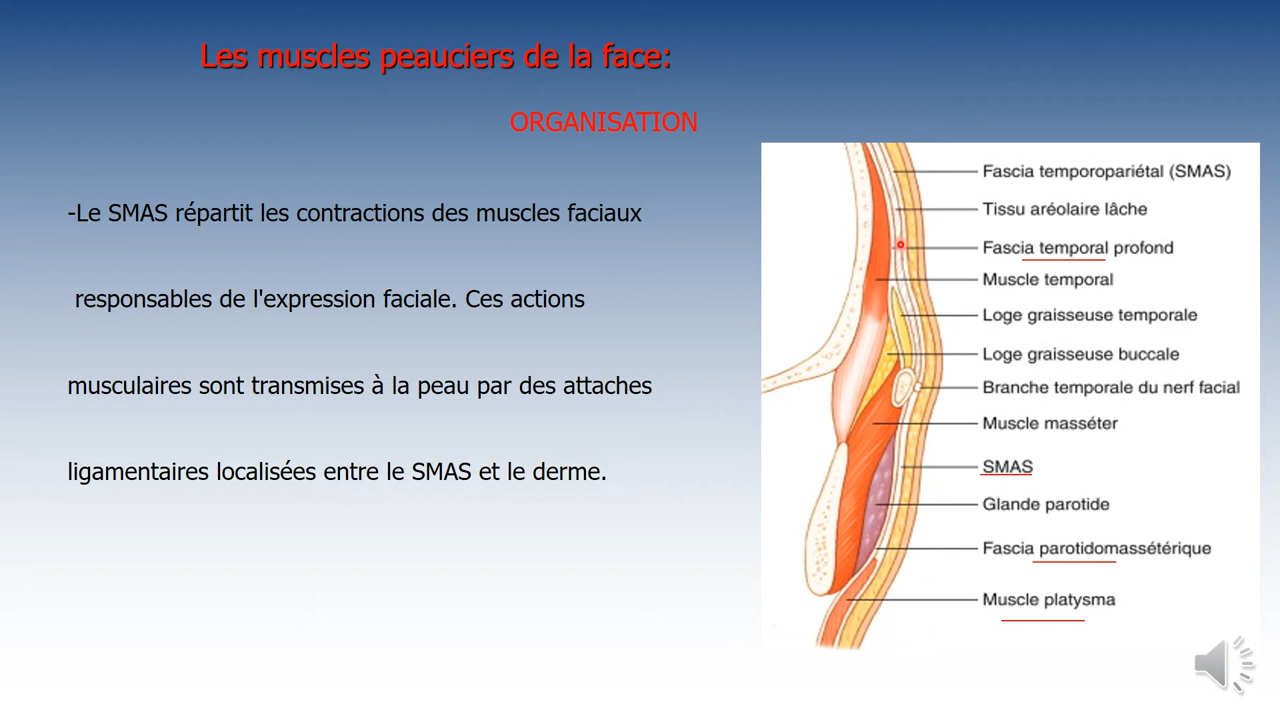 Les muscles peauciers de la face:
ORGANISATION
-Le SMAS répartit les contractions des muscles faciaux
responsables de l'expression faciale. Ces actions
musculaires sont transmises à la peau par des attaches
ligamentaires localisées entre le SMAS et le derme.
Fascia temporopariétal (SMAS)
Tissu aréolaire lâche
Fascia temporal profond
Muscle temporal
Loge graisseuse temporale
Loge graisseuse buccale
Branche temporale du nerf facial
Muscle masséter
SMAS
Glande parotide
Fascia parotidomassétérique
Muscle platysma